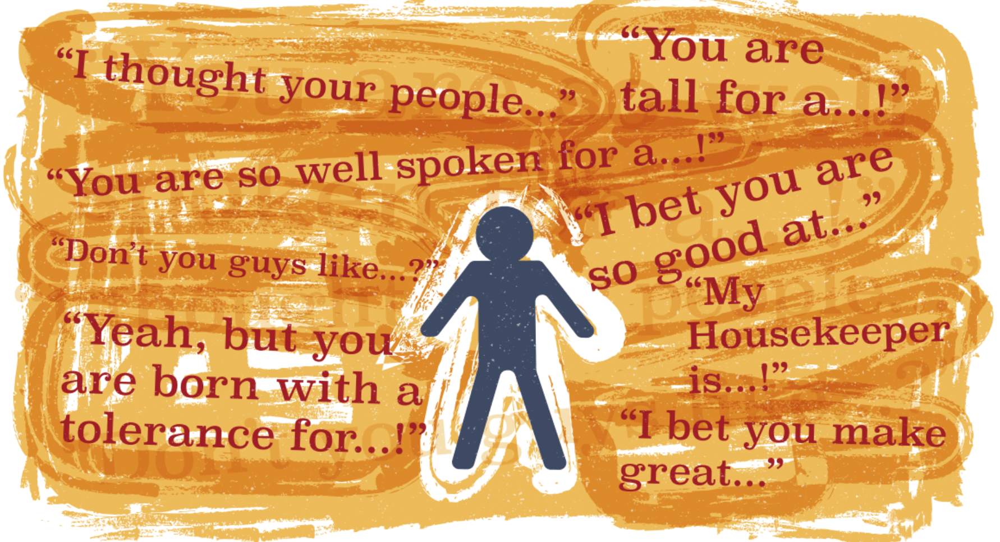 “I thought your people...”
“You are
tall for a...!”
“You are so well spoken for a...!”
“I bet you are
so good at...”
“Don’t you guys like...?”
“My
Housekeeper
is...!”
“Yeah, but you
are born with a
tolerance for...!”
“I bet you make
great...”